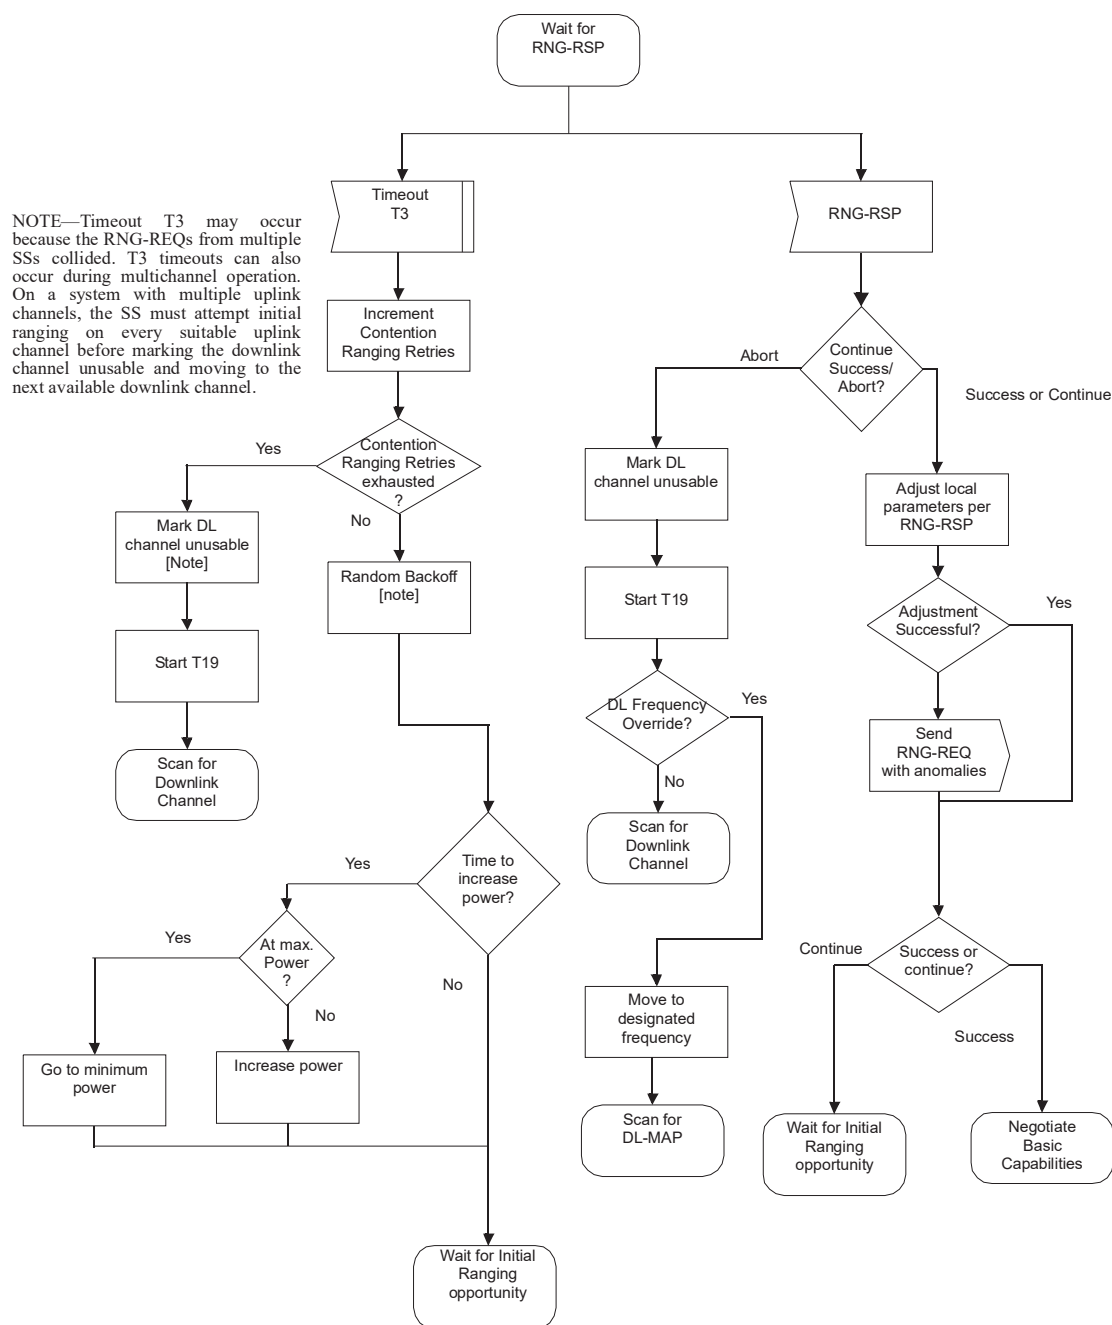 Wait for
RNG-RSP
Timeout
T3
RNG-RSP
NOTE—Timeout T3 may occur
because the RNG-REQs from multiple
SSs collided. T3 timeouts can also
occur during multichannel operation.
On a system with multiple uplink
channels, the SS must attempt initial
ranging on every suitable uplink
channel before marking the downlink
channel unusable and moving to the
next available downlink channel.
Increment
Contention
Ranging Retries
Abort
Continue
Success/
Abort?
Success or Continue
Yes
Contention
Ranging Retries
exhausted
?
No
Mark DL
channel unusable
Adjust local
parameters per
RNG-RSP
Mark DL
channel unusable
[Note]
Random Backoff
[note]
Start T19
Adjustment
Successful?
Yes
Start T19
DL Frequency
Override?
Yes
No
Send
RNG-REQ
with anomalies
Scan for
Downlink
Channel
Scan for
Downlink
Channel
Yes
Time to
increase
power?
No
Yes
At max.
Power
?
No
Continue
Success or
continue?
Success
Move to
designated
frequency
Go to minimum
power
Increase power
Scan for
DL-MAP
Wait for Initial
Ranging
opportunity
Negotiate
Basic
Capabilities
Wait for Initial
Ranging
opportunity